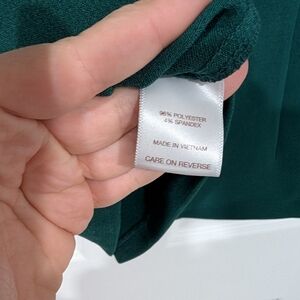 96% POLYESTER
4% SPANDEX
MADE IN VIETNAM
CARE ON REVERSE